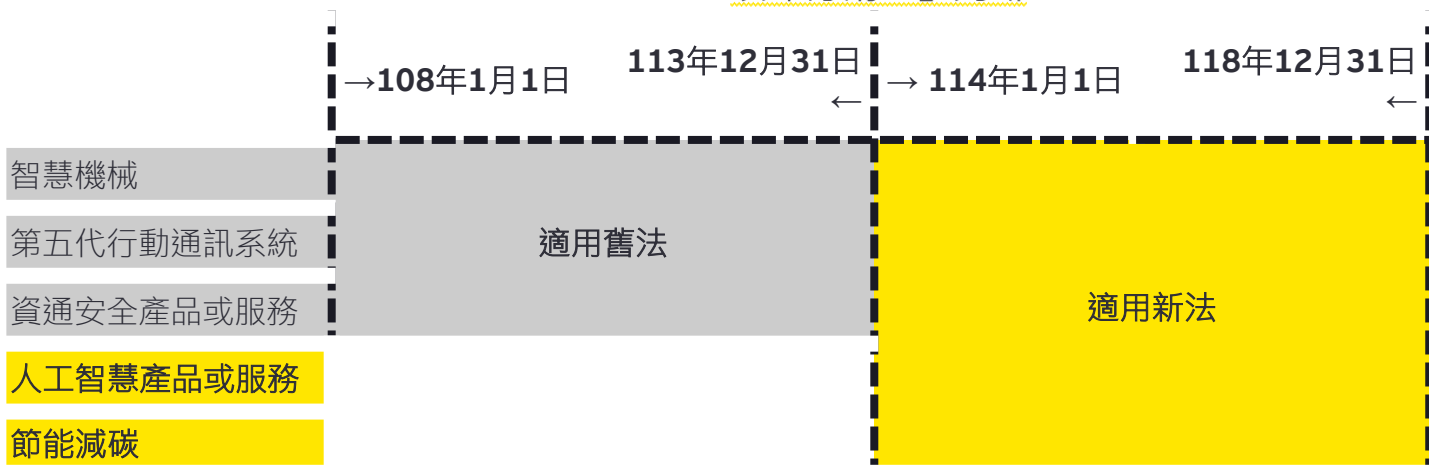 →108年1月1日
113年12月31日
←
→ 114年1月1日
118年12月31日
←
智慧機械
第五代行動通訊系統
資通安全產品或服務
人工智慧產品或服務
節能減碳
適用舊法
適用新法